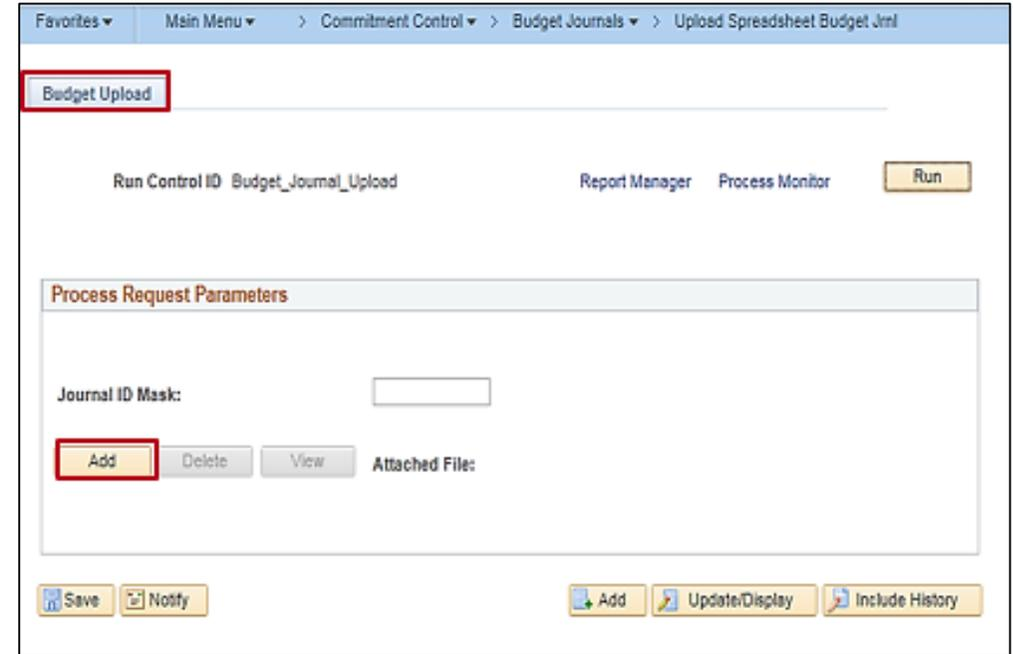 Favorites Main Menu > Commitment Control > Budget Journals > Upload Spreadsheet Budget Jrnl
Budget Upload
Run Control ID Budget_Journal_Upload Report Manager Process Monitor Run
Process Request Parameters
Journal ID Mask:
Add Delete View Attached File:
Save Notify Add Update/Display Include History